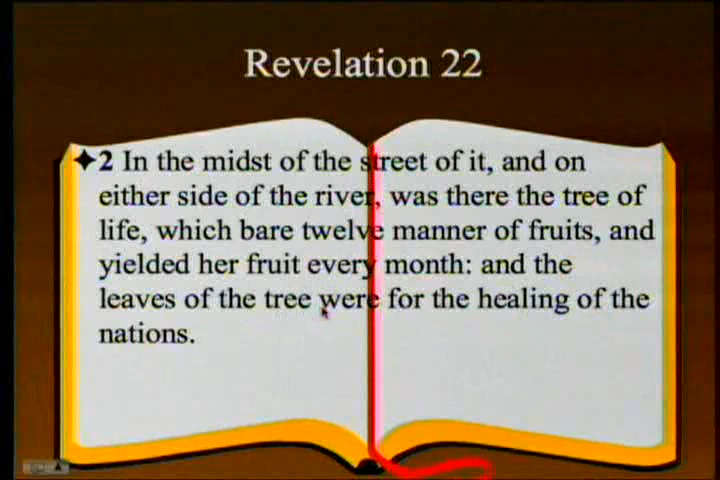 Revelation 22
2 In the midst of the street of it, and on
either side of the river, was there the tree of
life, which bare twelve manner of fruits, and
yielded her fruit every month: and the
leaves of the tree were for the healing of the
nations.